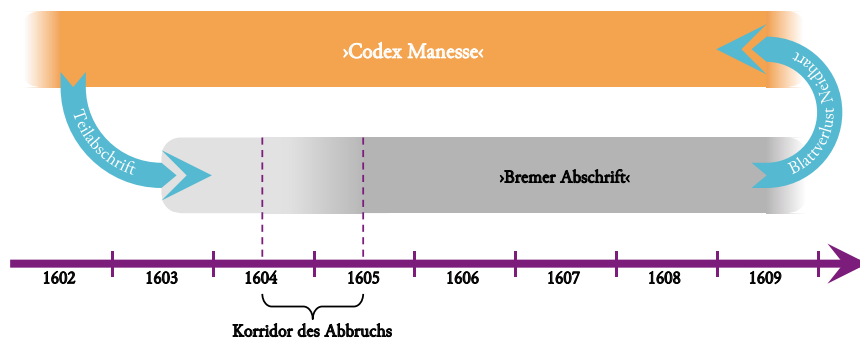 ›Codex Manesse‹
Teilabschrift
Blattverlust Neidhart
›Bremer Abschrift‹
1602 1603 1604 1605 1606 1607 1608 1609
Korridor des Abbruchs